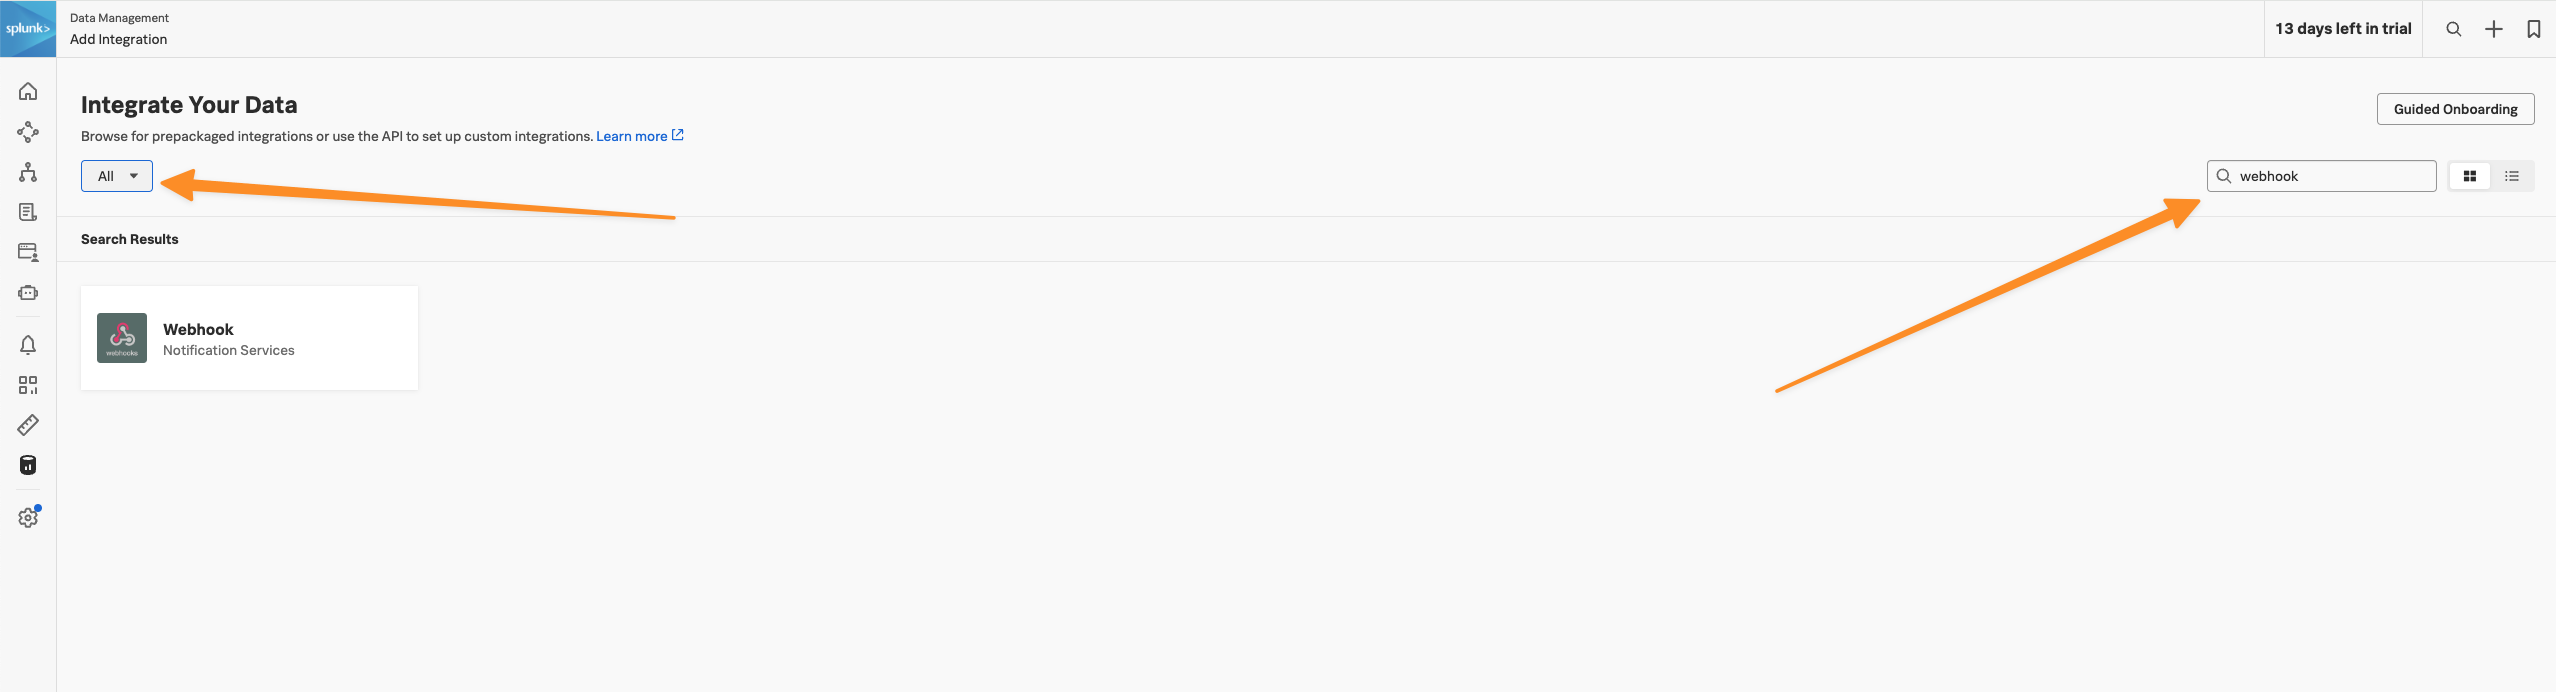 splunk>
Data Management
Add Integration
13 days left in trial
Integrate Your Data
Browse for prepackaged integrations or use the API to set up custom integrations. Learn more
Guided Onboarding
All
webhook
Search Results
Webhook
Notification Services
webhooks